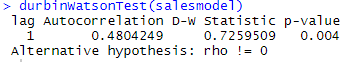 > durbinWatsonTest(salesmodel)
lag Autocorrelation D-W Statistic p-value
1 0.4804249 0.7259509 0.004
Alternative hypothesis: rho != 0